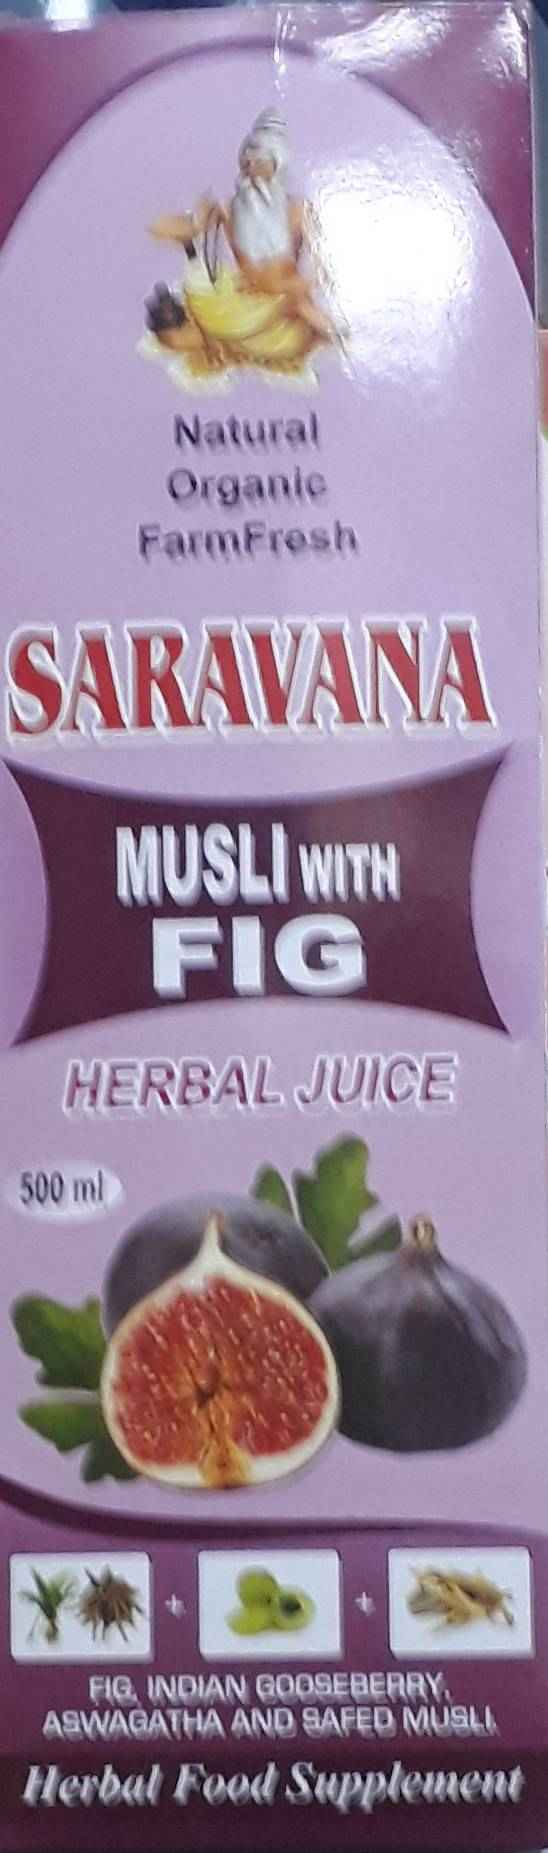 Natural
Organic
FarmFresh
SARAVANA
MUSLI WITH
FIG
HERBAL JUICE
500 ml
+ +
FIG, INDIAN GOOSEBERRY,
ASWAGATHA AND SAFED MUSLI.
Herbal Food Supplement